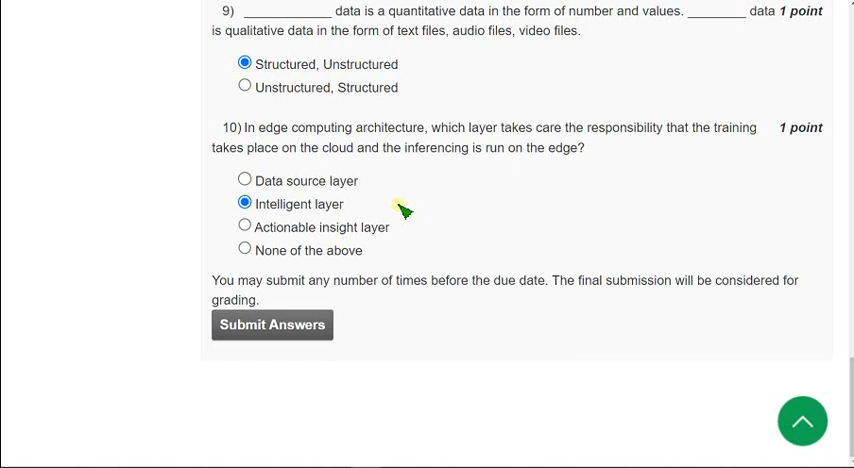 9) ____________ data is a quantitative data in the form of number and values. ________ data 1 point
is qualitative data in the form of text files, audio files, video files.
Structured, Unstructured
Unstructured, Structured
10) In edge computing architecture, which layer takes care the responsibility that the training 1 point
takes place on the cloud and the inferencing is run on the edge?
Data source layer
Intelligent layer
Actionable insight layer
None of the above
You may submit any number of times before the due date. The final submission will be considered for
grading.
Submit Answers